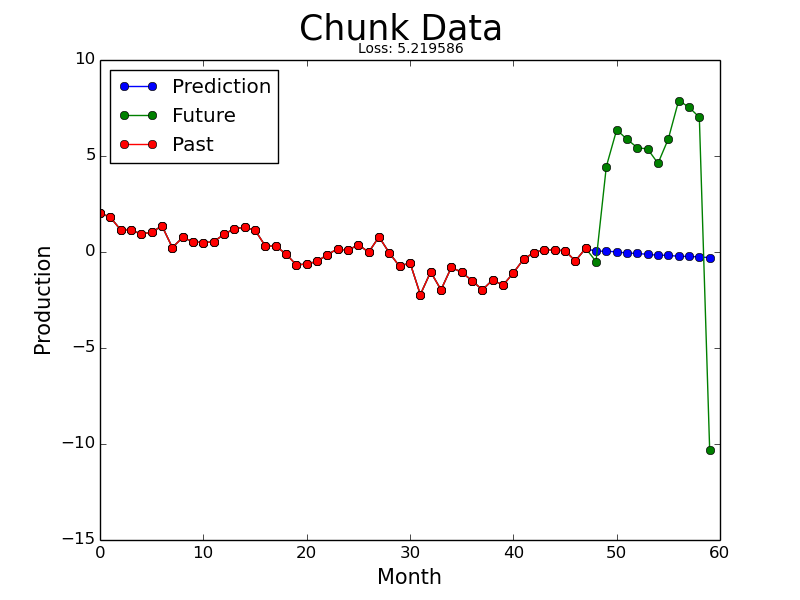 Chunk Data
Loss: 5.219586
Prediction
Future
Past
Production
10
5
0
−5
−10
−15
0 10 20 30 40 50 60
Month